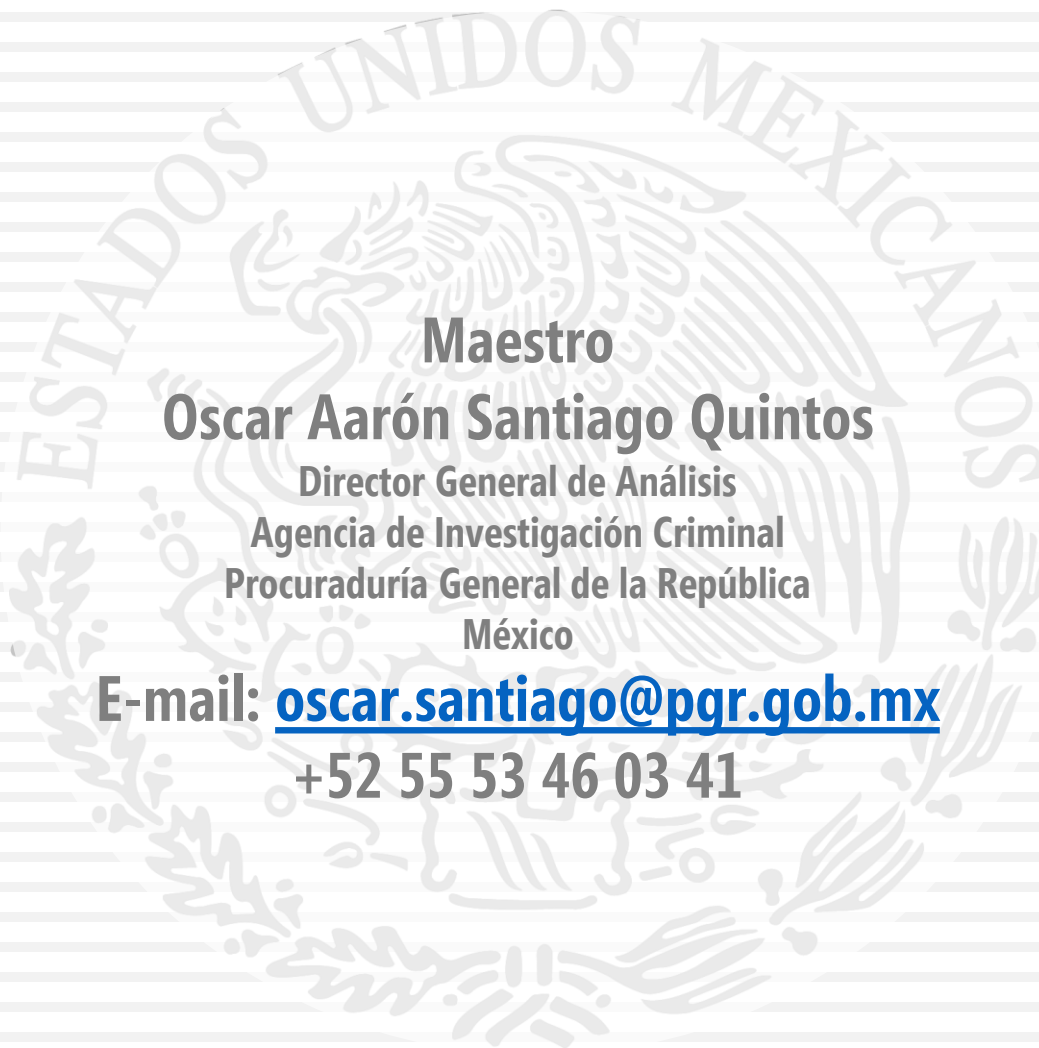 ESTADOS UNIDOS MEXICANOS
Maestro
Oscar Aarón Santiago Quintos
Director General de Análisis
Agencia de Investigación Criminal
Procuraduría General de la República
México
E-mail: oscar.santiago@pgr.gob.mx
+52 55 53 46 03 41